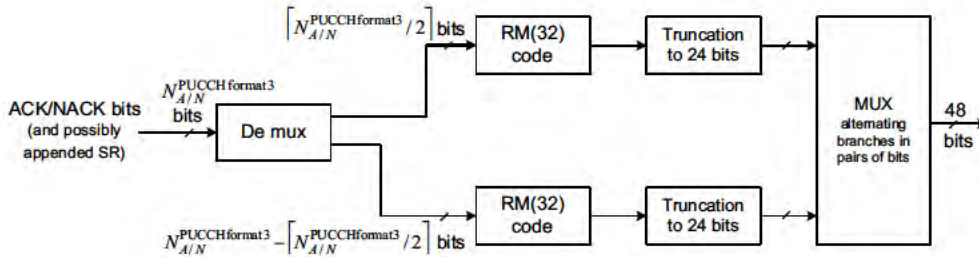 ⌈N_{A/N}^{PUCCH format3}/2⌉ bits
RM(32)
code
Truncation
to 24 bits
N_{A/N}^{PUCCH format3}
bits
ACK/NACK bits
(and possibly
appended SR)
De mux
MUX
alternating
branches in
pairs of bits
48
bits
RM(32)
code
Truncation
to 24 bits
N_{A/N}^{PUCCH format3} − ⌈N_{A/N}^{PUCCH format3}/2⌉ bits